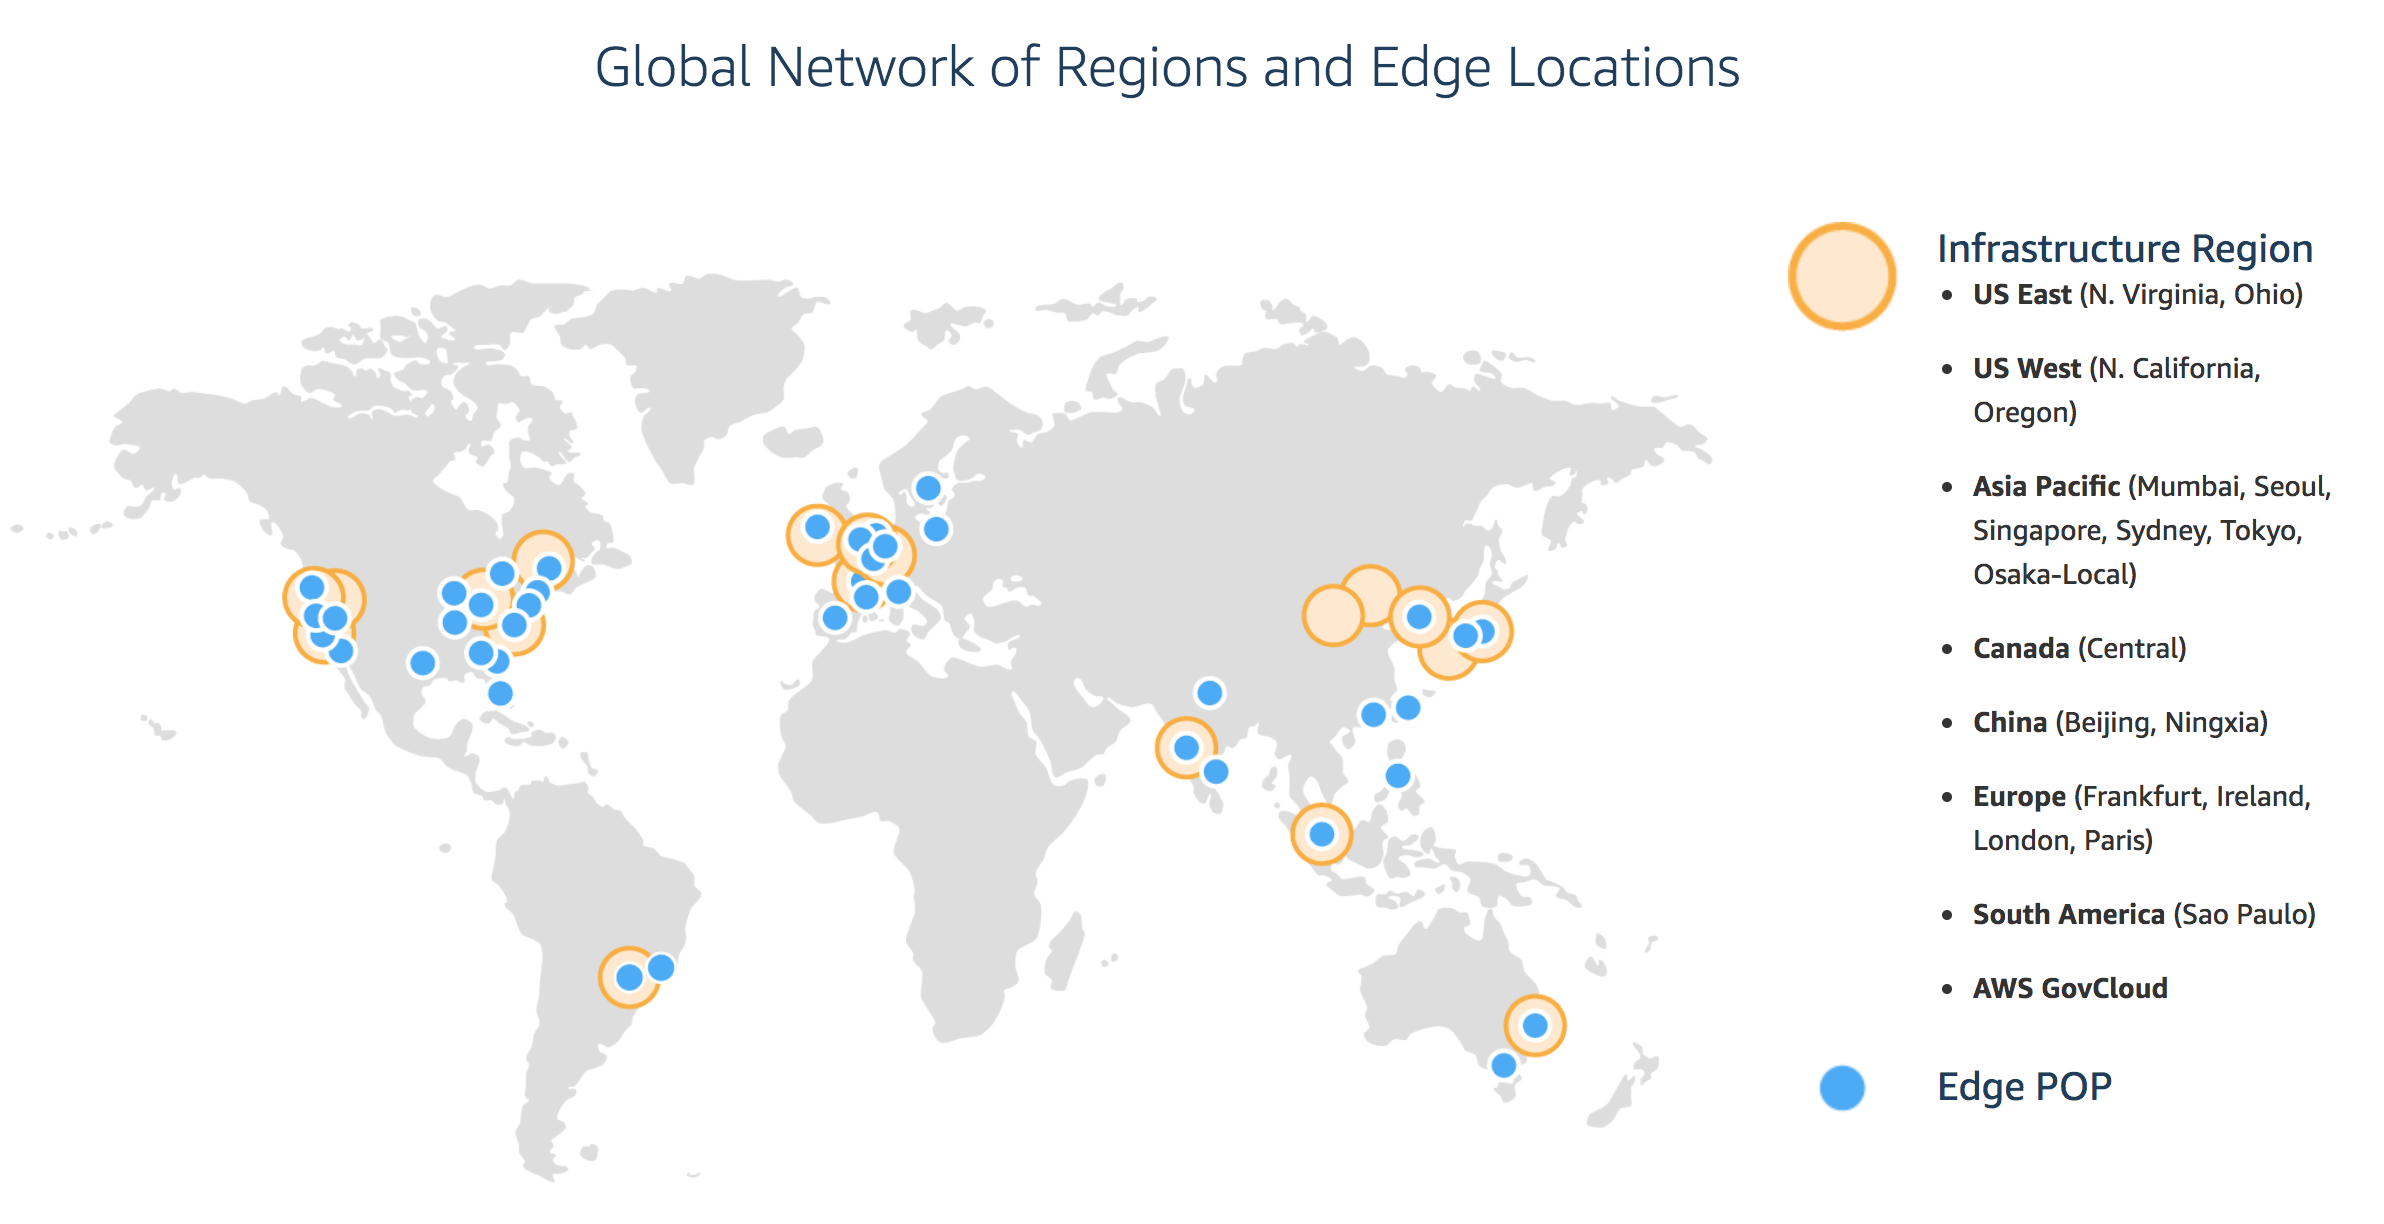 Global Network of Regions and Edge Locations
Infrastructure Region
• US East (N. Virginia, Ohio)
• US West (N. California,
Oregon)
• Asia Pacific (Mumbai, Seoul,
Singapore, Sydney, Tokyo,
Osaka-Local)
• Canada (Central)
• China (Beijing, Ningxia)
• Europe (Frankfurt, Ireland,
London, Paris)
• South America (Sao Paulo)
• AWS GovCloud
Edge POP